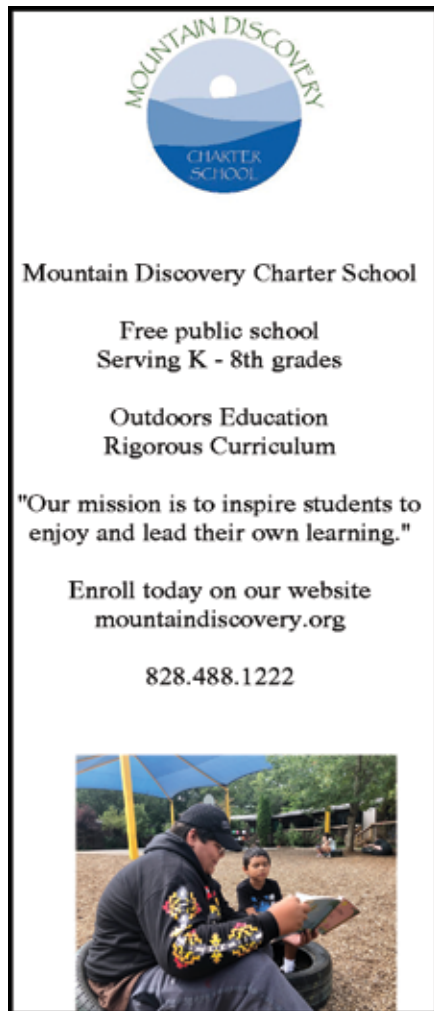 MOUNTAIN DISCOVERY
CHARTER
SCHOOL
Mountain Discovery Charter School
Free public school
Serving K - 8th grades
Outdoors Education
Rigorous Curriculum
"Our mission is to inspire students to
enjoy and lead their own learning."
Enroll today on our website
mountaindiscovery.org
828.488.1222